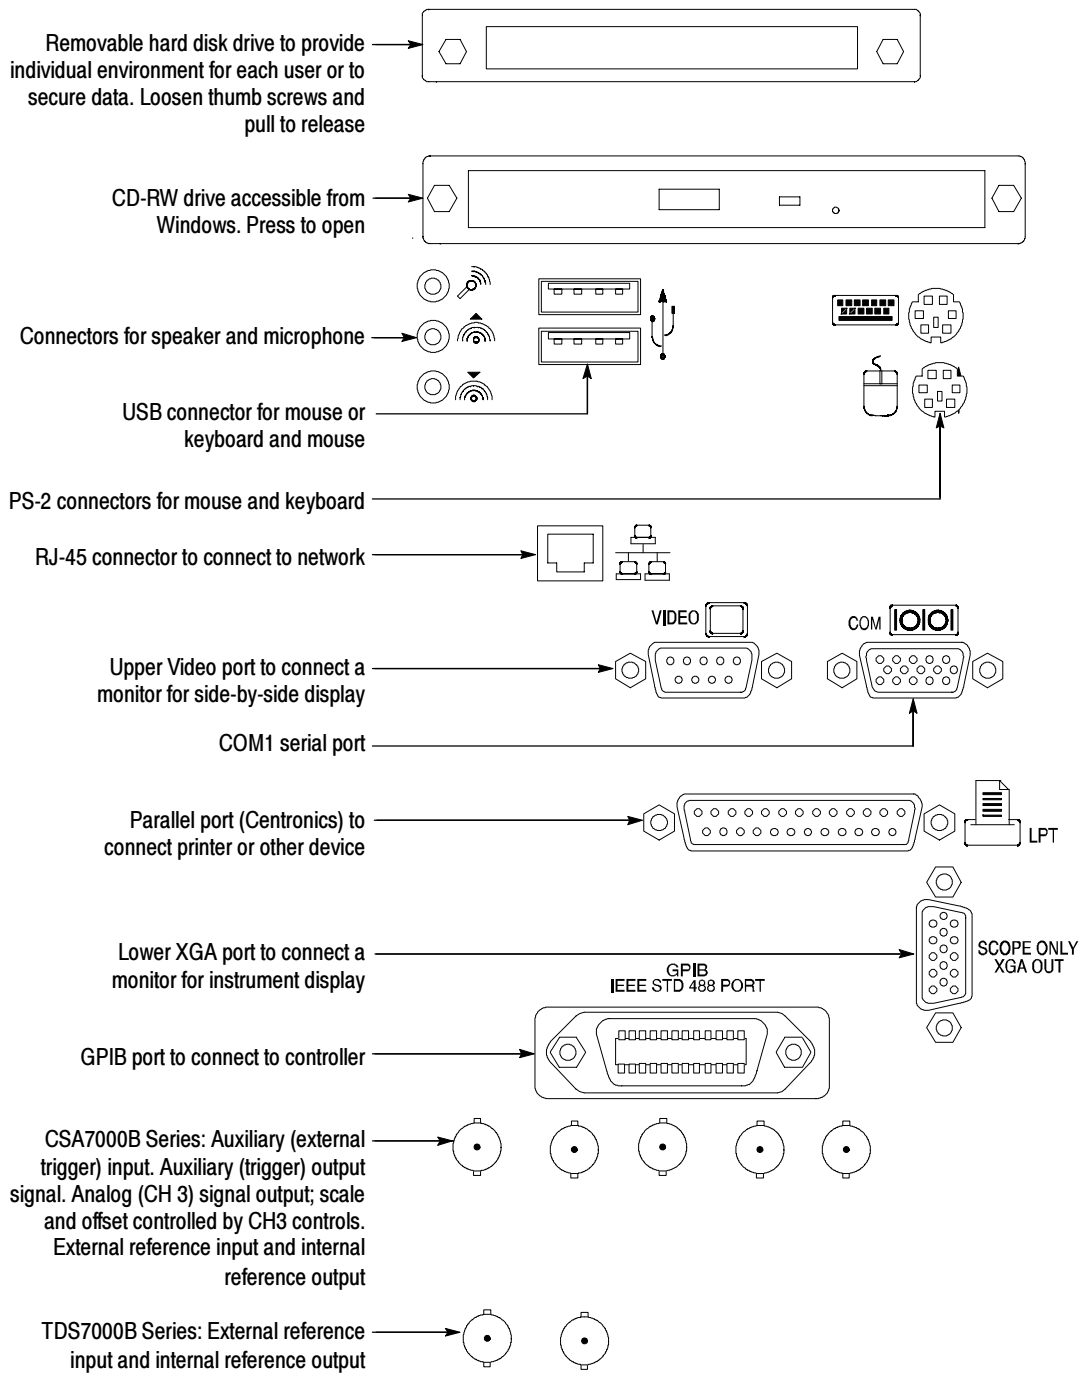 Removable hard disk drive to provide
individual environment for each user or to
secure data. Loosen thumb screws and
pull to release
CD-RW drive accessible from
Windows. Press to open
Connectors for speaker and microphone
USB connector for mouse or
keyboard and mouse
PS-2 connectors for mouse and keyboard
RJ-45 connector to connect to network
VIDEO
COM
Upper Video port to connect a
monitor for side-by-side display
COM1 serial port
Parallel port (Centronics) to
connect printer or other device
LPT
Lower XGA port to connect a
monitor for instrument display
SCOPE ONLY
XGA OUT
GPIB
IEEE STD 488 PORT
GPIB port to connect to controller
CSA7000B Series: Auxiliary (external
trigger) input. Auxiliary (trigger) output
signal. Analog (CH 3) signal output; scale
and offset controlled by CH3 controls.
External reference input and internal
reference output
TDS7000B Series: External reference
input and internal reference output